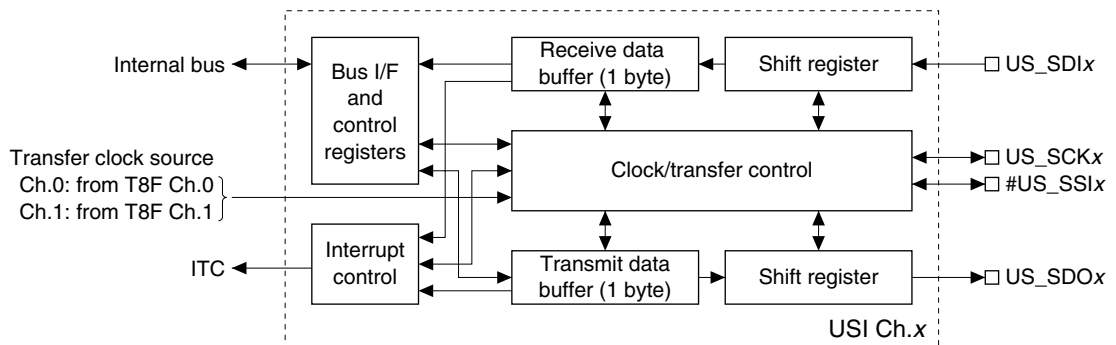 Internal bus
Bus I/F
and
control
registers
Receive data
buffer (1 byte)
Shift register
US_SDIx
Transfer clock source
Ch.0: from T8F Ch.0
Ch.1: from T8F Ch.1
Clock/transfer control
US_SCKx
#US_SSIx
ITC
Interrupt
control
Transmit data
buffer (1 byte)
Shift register
US_SDOx
USI Ch.x